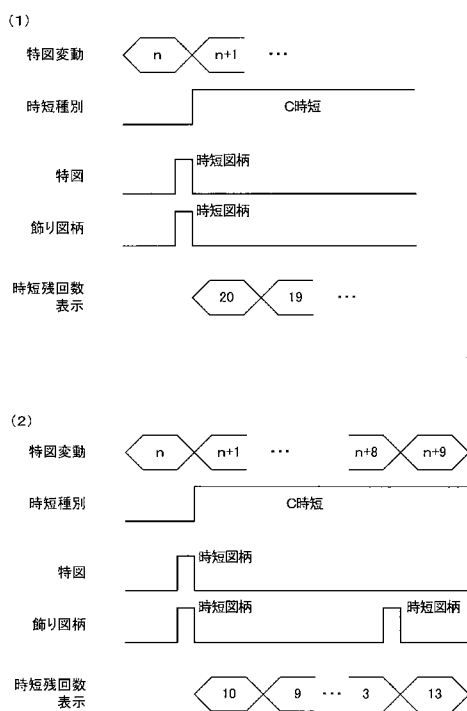 (1)
特図変動 n n+1 ···
時短種別 C時短
特図 時短図柄
飾り図柄 時短図柄
時短残回数
表示 20 19 ···
(2)
特図変動 n n+1 ··· n+8 n+9
時短種別 C時短
特図 時短図柄
飾り図柄 時短図柄 時短図柄
時短残回数
表示 10 9 ··· 3 13